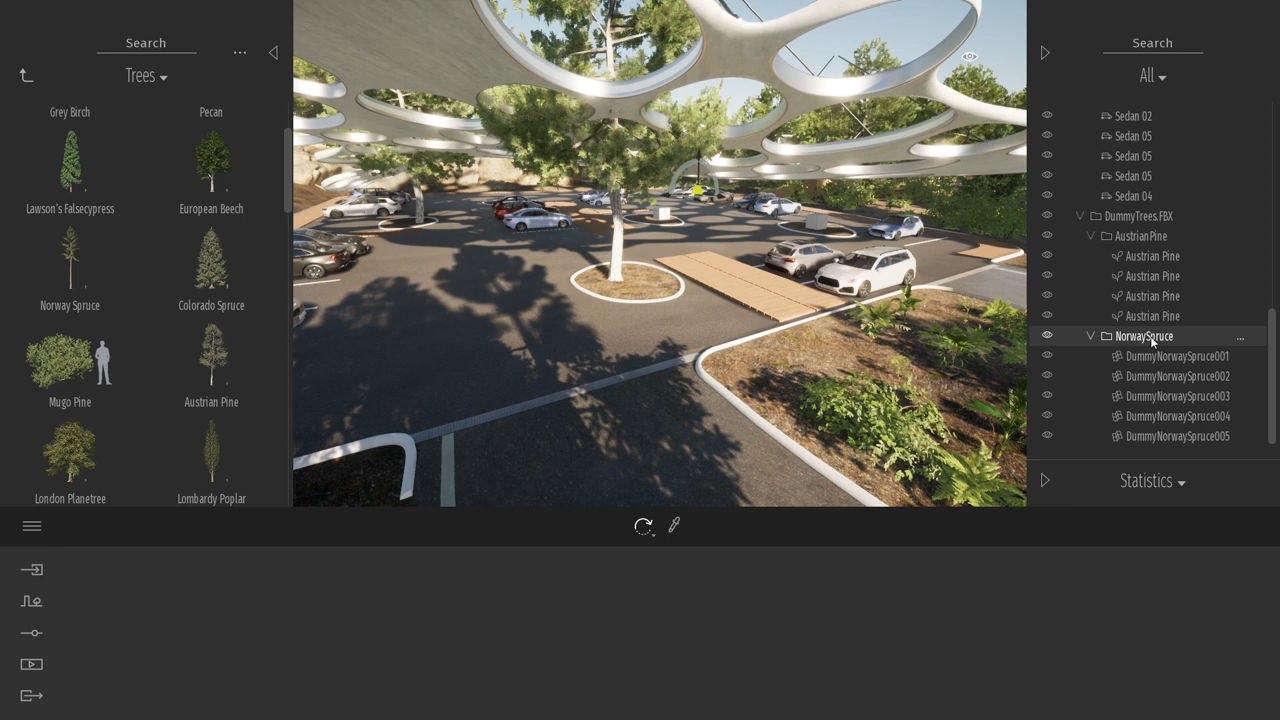 Search
...
Trees
Grey Birch
Pecan
Lawson's Falsecypress
European Beech
Norway Spruce
Colorado Spruce
Mugo Pine
Austrian Pine
London Planetree
Lombardy Poplar
Search
All
Sedan 02
Sedan 05
Sedan 05
Sedan 05
Sedan 04
DummyTrees.FBX
AustrianPine
Austrian Pine
Austrian Pine
Austrian Pine
Austrian Pine
NorwaySpruce ...
DummyNorwaySpruce001
DummyNorwaySpruce002
DummyNorwaySpruce003
DummyNorwaySpruce004
DummyNorwaySpruce005
Statistics